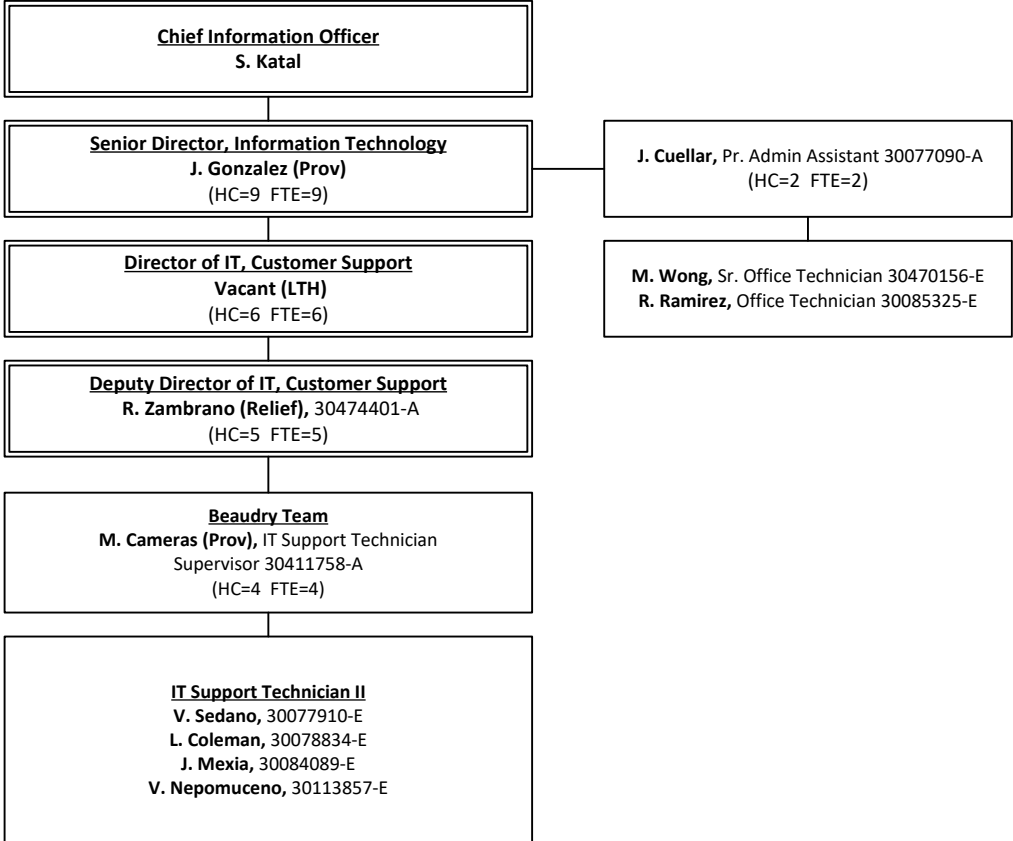 Chief Information Officer
S. Katal
Senior Director, Information Technology
J. Gonzalez (Prov)
(HC=9 FTE=9)
J. Cuellar, Pr. Admin Assistant 30077090-A
(HC=2 FTE=2)
Director of IT, Customer Support
Vacant (LTH)
(HC=6 FTE=6)
M. Wong, Sr. Office Technician 30470156-E
R. Ramirez, Office Technician 30085325-E
Deputy Director of IT, Customer Support
R. Zambrano (Relief), 30474401-A
(HC=5 FTE=5)
Beaudry Team
M. Cameras (Prov), IT Support Technician
Supervisor 30411758-A
(HC=4 FTE=4)
IT Support Technician II
V. Sedano, 30077910-E
L. Coleman, 30078834-E
J. Mexia, 30084089-E
V. Nepomuceno, 30113857-E